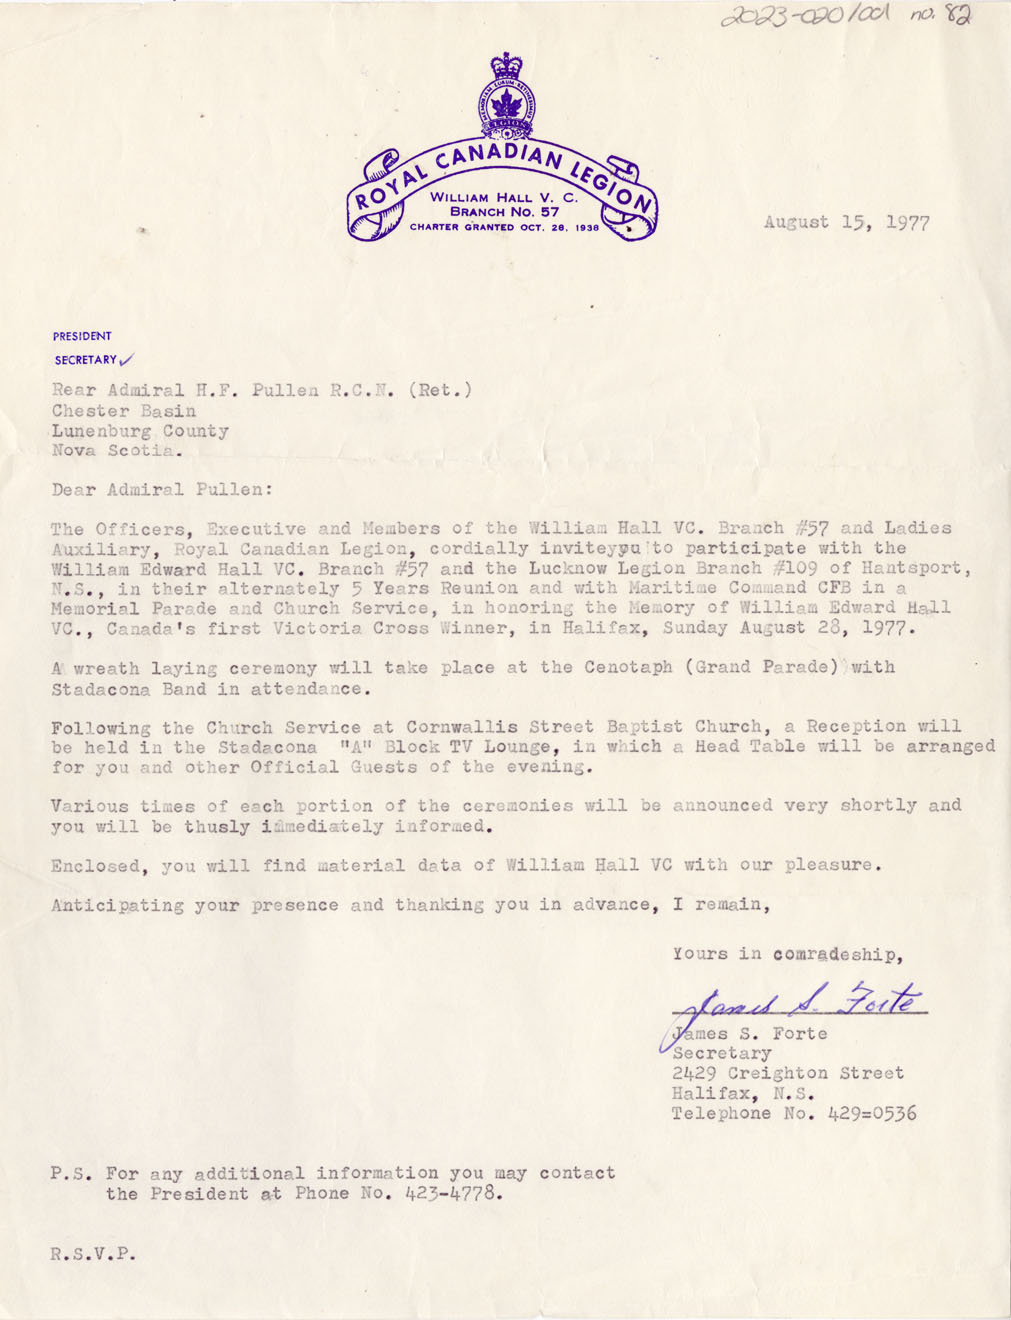 2023-020/001 no. 82
MEMORIAM EORUM RETINEBIMUS
LEGION
ROYAL CANADIAN LEGION
WILLIAM HALL V. C.
BRANCH NO. 57
CHARTER GRANTED OCT. 28, 1938
August 15, 1977
PRESIDENT
SECRETARY ✓
Rear Admiral H.F. Pullen R.C.N. (Ret.)
Chester Basin
Lunenburg County
Nova Scotia.
Dear Admiral Pullen:
The Officers, Executive and Members of the William Hall VC. Branch #57 and Ladies
Auxiliary, Royal Canadian Legion, cordially inviteyou to participate with the
William Edward Hall VC. Branch #57 and the Lucknow Legion Branch #109 of Hantsport,
N.S., in their alternately 5 Years Reunion and with Maritime Command CFB in a
Memorial Parade and Church Service, in honoring the Memory of William Edward Hall
VC., Canada's first Victoria Cross Winner, in Halifax, Sunday August 28, 1977.
A wreath laying ceremony will take place at the Cenotaph (Grand Parade) with
Stadacona Band in attendance.
Following the Church Service at Cornwallis Street Baptist Church, a Reception will
be held in the Stadacona "A" Block TV Lounge, in which a Head Table will be arranged
for you and other Official Guests of the evening.
Various times of each portion of the ceremonies will be announced very shortly and
you will be thusly immediately informed.
Enclosed, you will find material data of William Hall VC with our pleasure.
Anticipating your presence and thanking you in advance, I remain,
Yours in comradeship,
James S. Forte
James S. Forte
Secretary
2429 Creighton Street
Halifax, N.S.
Telephone No. 429=0536
P.S. For any additional information you may contact
the President at Phone No. 423-4778.
R.S.V.P.